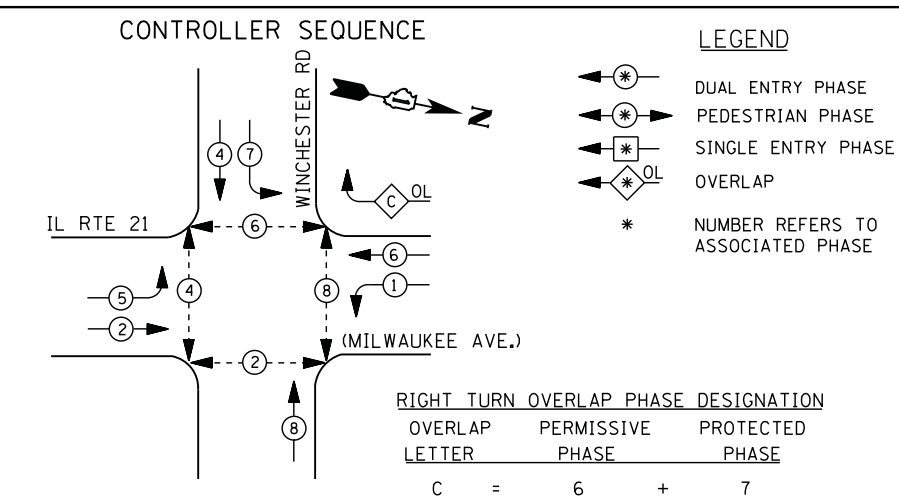 CONTROLLER SEQUENCE
WINCHESTER RD
N
4
7
C
OL
IL RTE 21
6
6
5
4
8
1
2
(MILWAUKEE AVE.)
2
8
LEGEND
* DUAL ENTRY PHASE
* PEDESTRIAN PHASE
* SINGLE ENTRY PHASE
* OL OVERLAP
* NUMBER REFERS TO
ASSOCIATED PHASE
RIGHT TURN OVERLAP PHASE DESIGNATION
OVERLAP PERMISSIVE PROTECTED
LETTER PHASE PHASE
C = 6 + 7